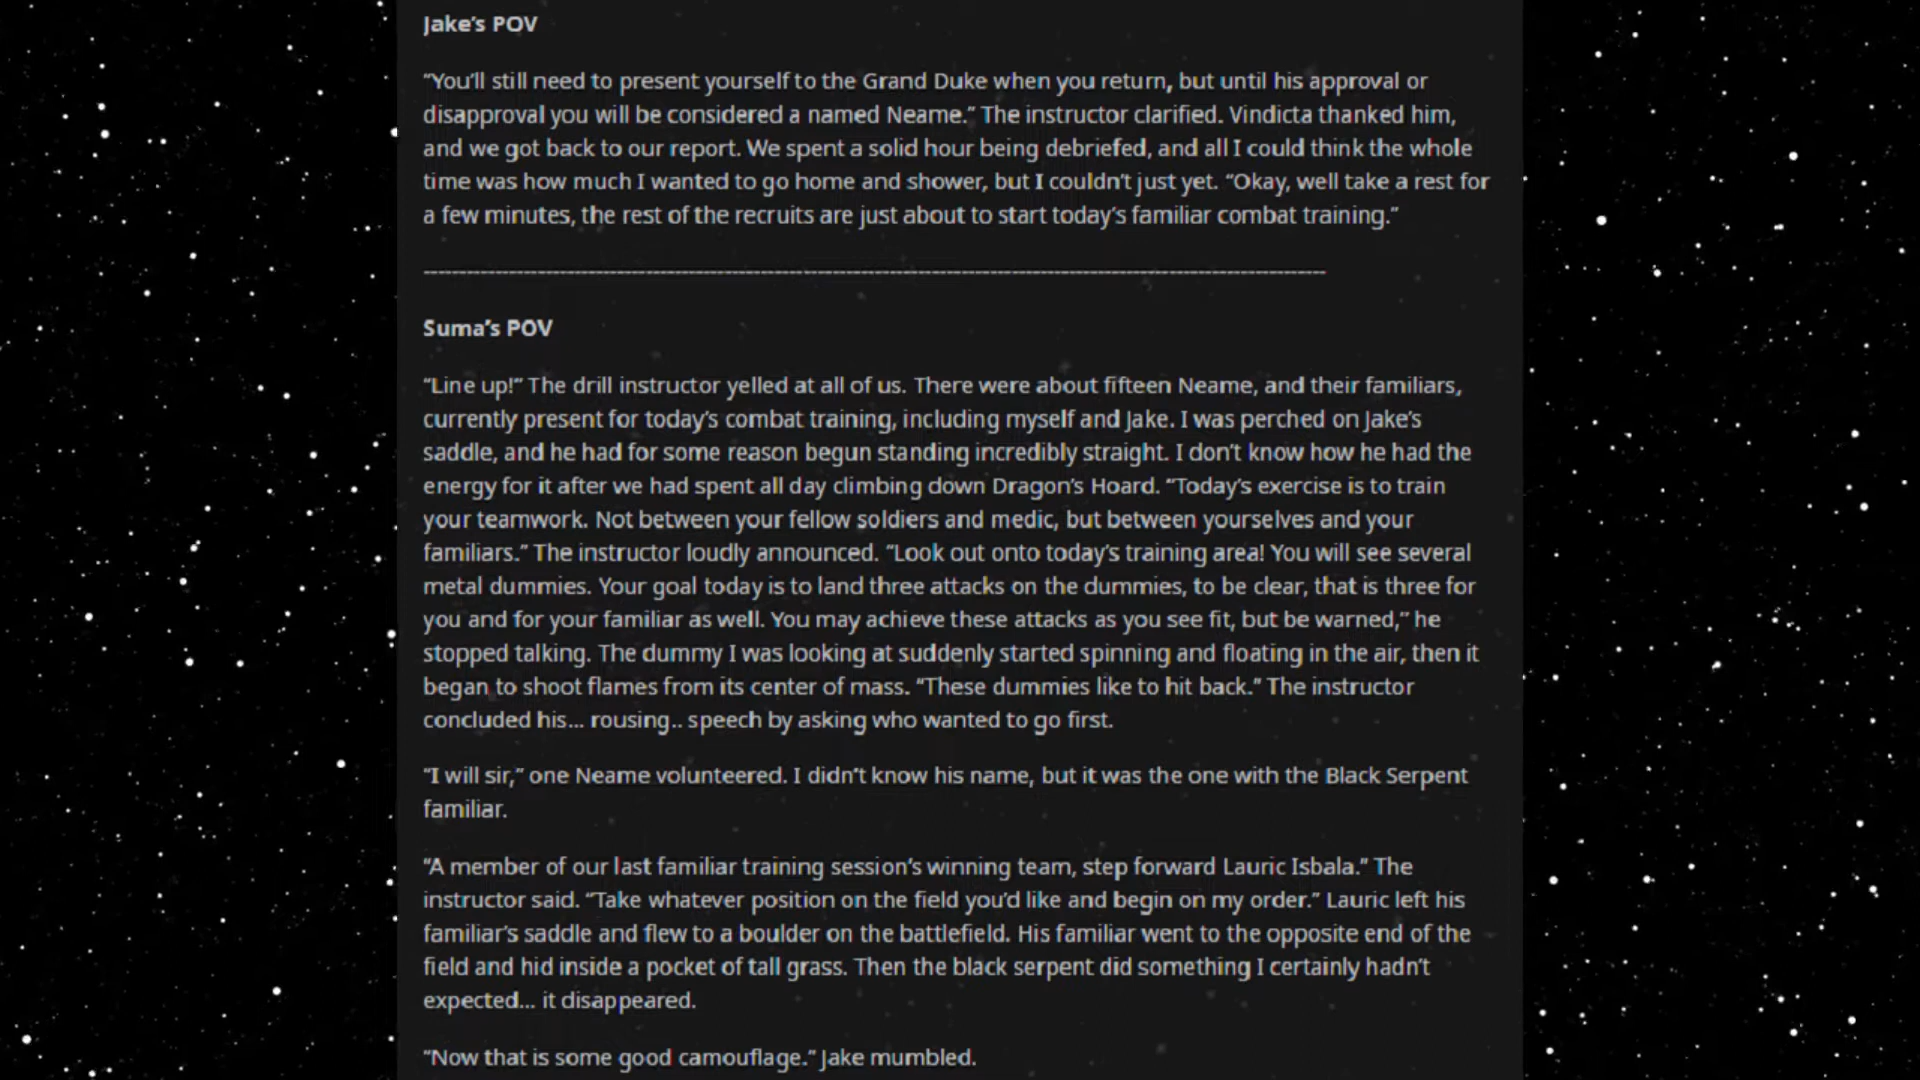 Jake’s POV
“You’ll still need to present yourself to the Grand Duke when you return, but until his approval or
disapproval you will be considered a named Neame.” The instructor clarified. Vindicta thanked him,
and we got back to our report. We spent a solid hour being debriefed, and all I could think the whole
time was how much I wanted to go home and shower, but I couldn’t just yet. “Okay, well take a rest for
a few minutes, the rest of the recruits are just about to start today’s familiar combat training.”
Suma’s POV
“Line up!” The drill instructor yelled at all of us. There were about fifteen Neame, and their familiars,
currently present for today’s combat training, including myself and Jake. I was perched on Jake’s
saddle, and he had for some reason begun standing incredibly straight. I don’t know how he had the
energy for it after we had spent all day climbing down Dragon’s Hoard. “Today’s exercise is to train
your teamwork. Not between your fellow soldiers and medic, but between yourselves and your
familiars.” The instructor loudly announced. “Look out onto today’s training area! You will see several
metal dummies. Your goal today is to land three attacks on the dummies, to be clear, that is three for
you and for your familiar as well. You may achieve these attacks as you see fit, but be warned,” he
stopped talking. The dummy I was looking at suddenly started spinning and floating in the air, then it
began to shoot flames from its center of mass. “These dummies like to hit back.” The instructor
concluded his... rousing.. speech by asking who wanted to go first.
“I will sir,” one Neame volunteered. I didn’t know his name, but it was the one with the Black Serpent
familiar.
“A member of our last familiar training session’s winning team, step forward Lauric Isbala.” The
instructor said. “Take whatever position on the field you’d like and begin on my order.” Lauric left his
familiar’s saddle and flew to a boulder on the battlefield. His familiar went to the opposite end of the
field and hid inside a pocket of tall grass. Then the black serpent did something I certainly hadn’t
expected... it disappeared.
“Now that is some good camouflage.” Jake mumbled.